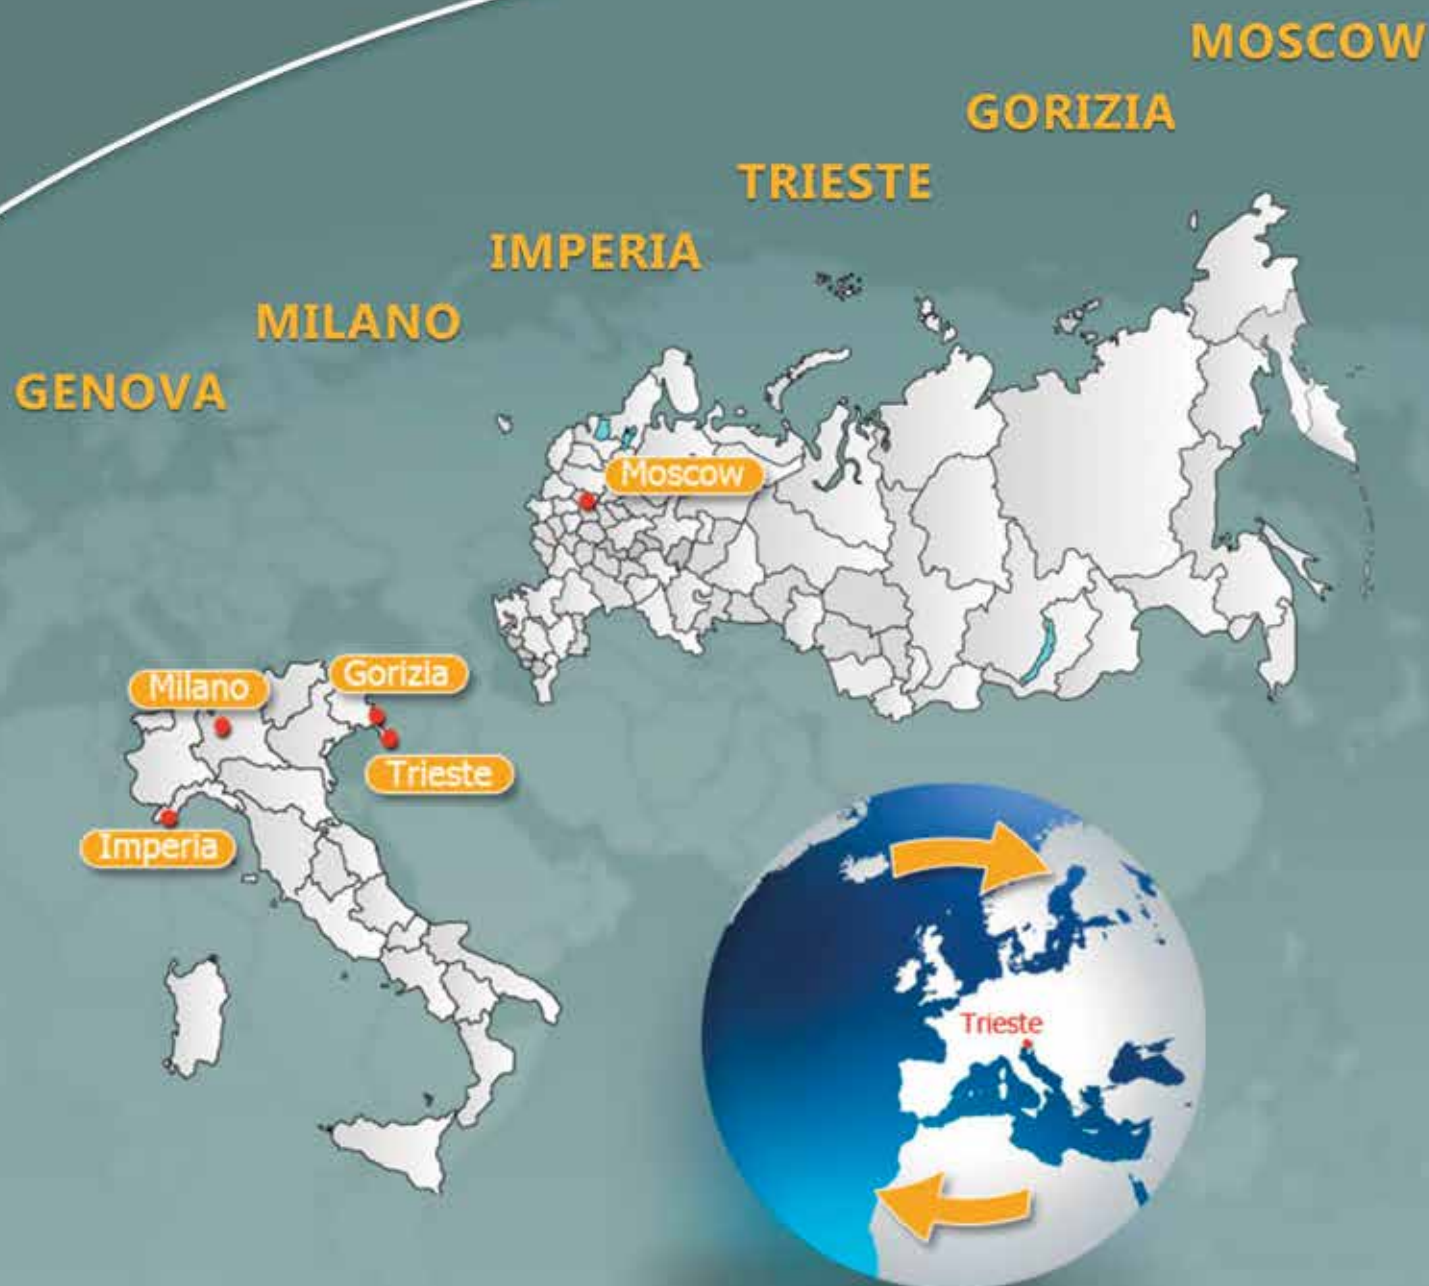 MOSCOW
GORIZIA
TRIESTE
IMPERIA
MILANO
GENOVA
Moscow
Gorizia
Milano
Trieste
Imperia
Trieste